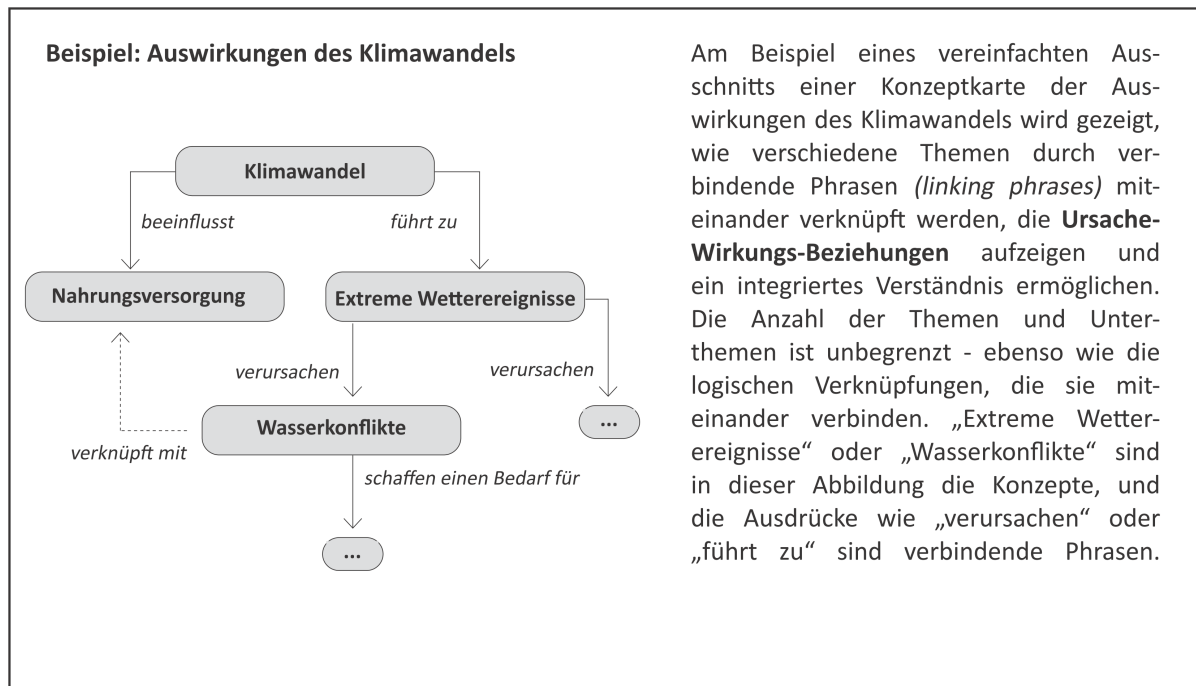 Beispiel: Auswirkungen des Klimawandels
Klimawandel
beeinflusst
führt zu
Nahrungsversorgung
Extreme Wetterereignisse
verursachen
verursachen
Wasserkonflikte
...
verknüpft mit
schaffen einen Bedarf für
...
Am Beispiel eines vereinfachten Aus-
schnitts einer Konzeptkarte der Aus-
wirkungen des Klimawandels wird gezeigt,
wie verschiedene Themen durch ver-
bindende Phrasen (linking phrases) mit-
einander verknüpft werden, die Ursache-
Wirkungs-Beziehungen aufzeigen und
ein integriertes Verständnis ermöglichen.
Die Anzahl der Themen und Unter-
themen ist unbegrenzt - ebenso wie die
logischen Verknüpfungen, die sie mit-
einander verbinden. „Extreme Wetter-
ereignisse“ oder „Wasserkonflikte“ sind
in dieser Abbildung die Konzepte, und
die Ausdrücke wie „verursachen“ oder
„führt zu“ sind verbindende Phrasen.